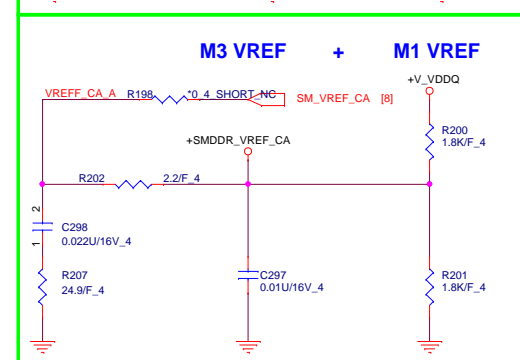 M3 VREF + M1 VREF
+V_VDDQ
VREFF_CA_A R198 *0_4_SHORT_NC SM_VREF_CA [8]
R200
1.8K/F_4
+SMDDR_VREF_CA
R202 2.2/F_4
2
C298
0.022U/16V_4
1
R207
24.9/F_4
C297
0.01U/16V_4
R201
1.8K/F_4